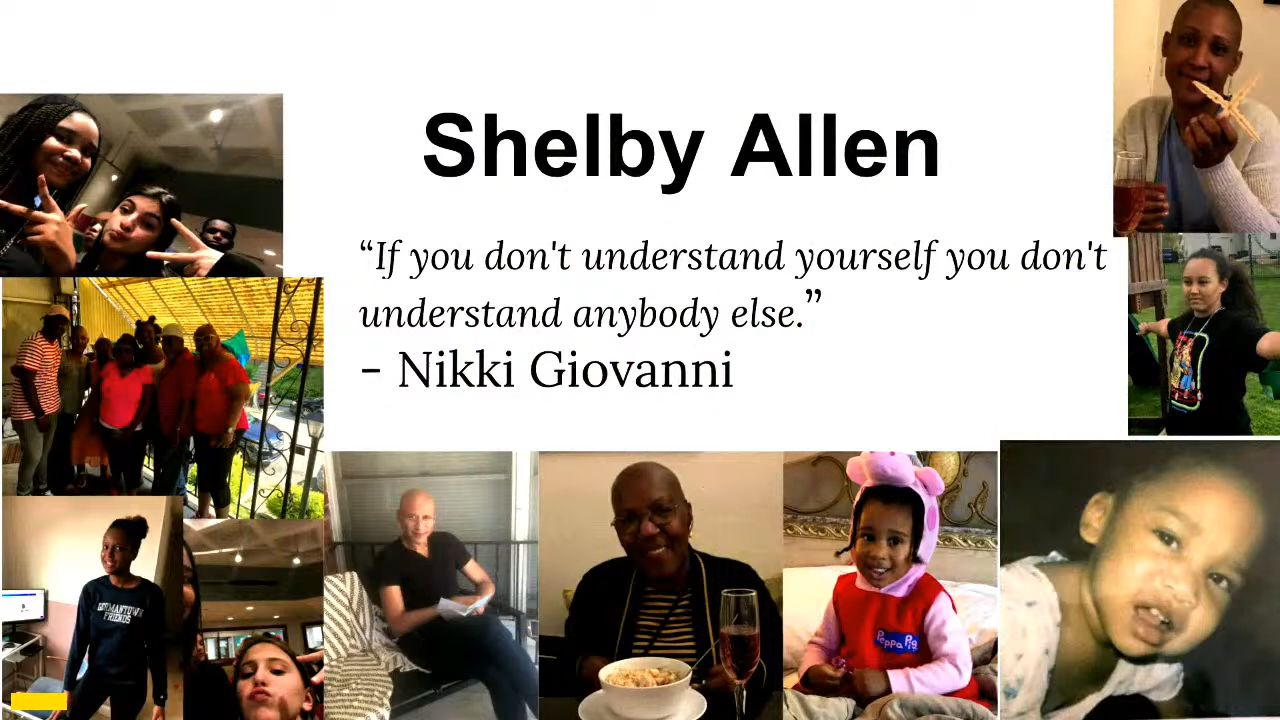 Shelby Allen
“If you don't understand yourself you don't
understand anybody else.”
- Nikki Giovanni
GERMANTOWN
FRIENDS
Peppa Pig